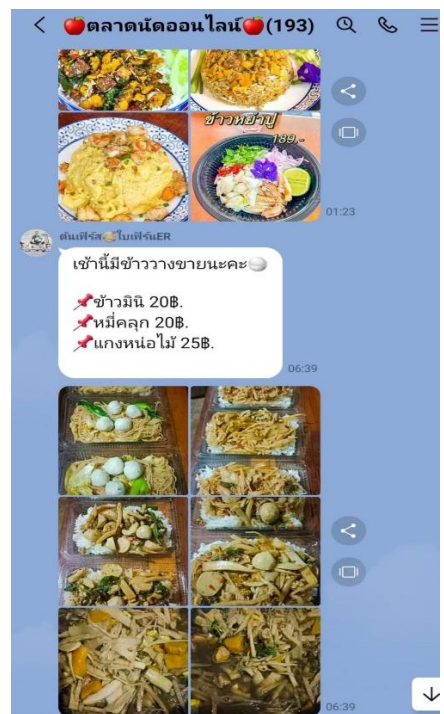 🍎ตลาดนัดออนไลน์🍎(193)
ข้าวหย่าปู
189.-
01:23
ต้นเฟิร์ส ใบเฟิร์นER
เช้านี้มีข้าววางขายนะคะ🍚
📌ข้าวมินิ 20฿.
📌หมี่คลุก 20฿.
📌แกงหน่อไม้ 25฿.
06:39
06:39